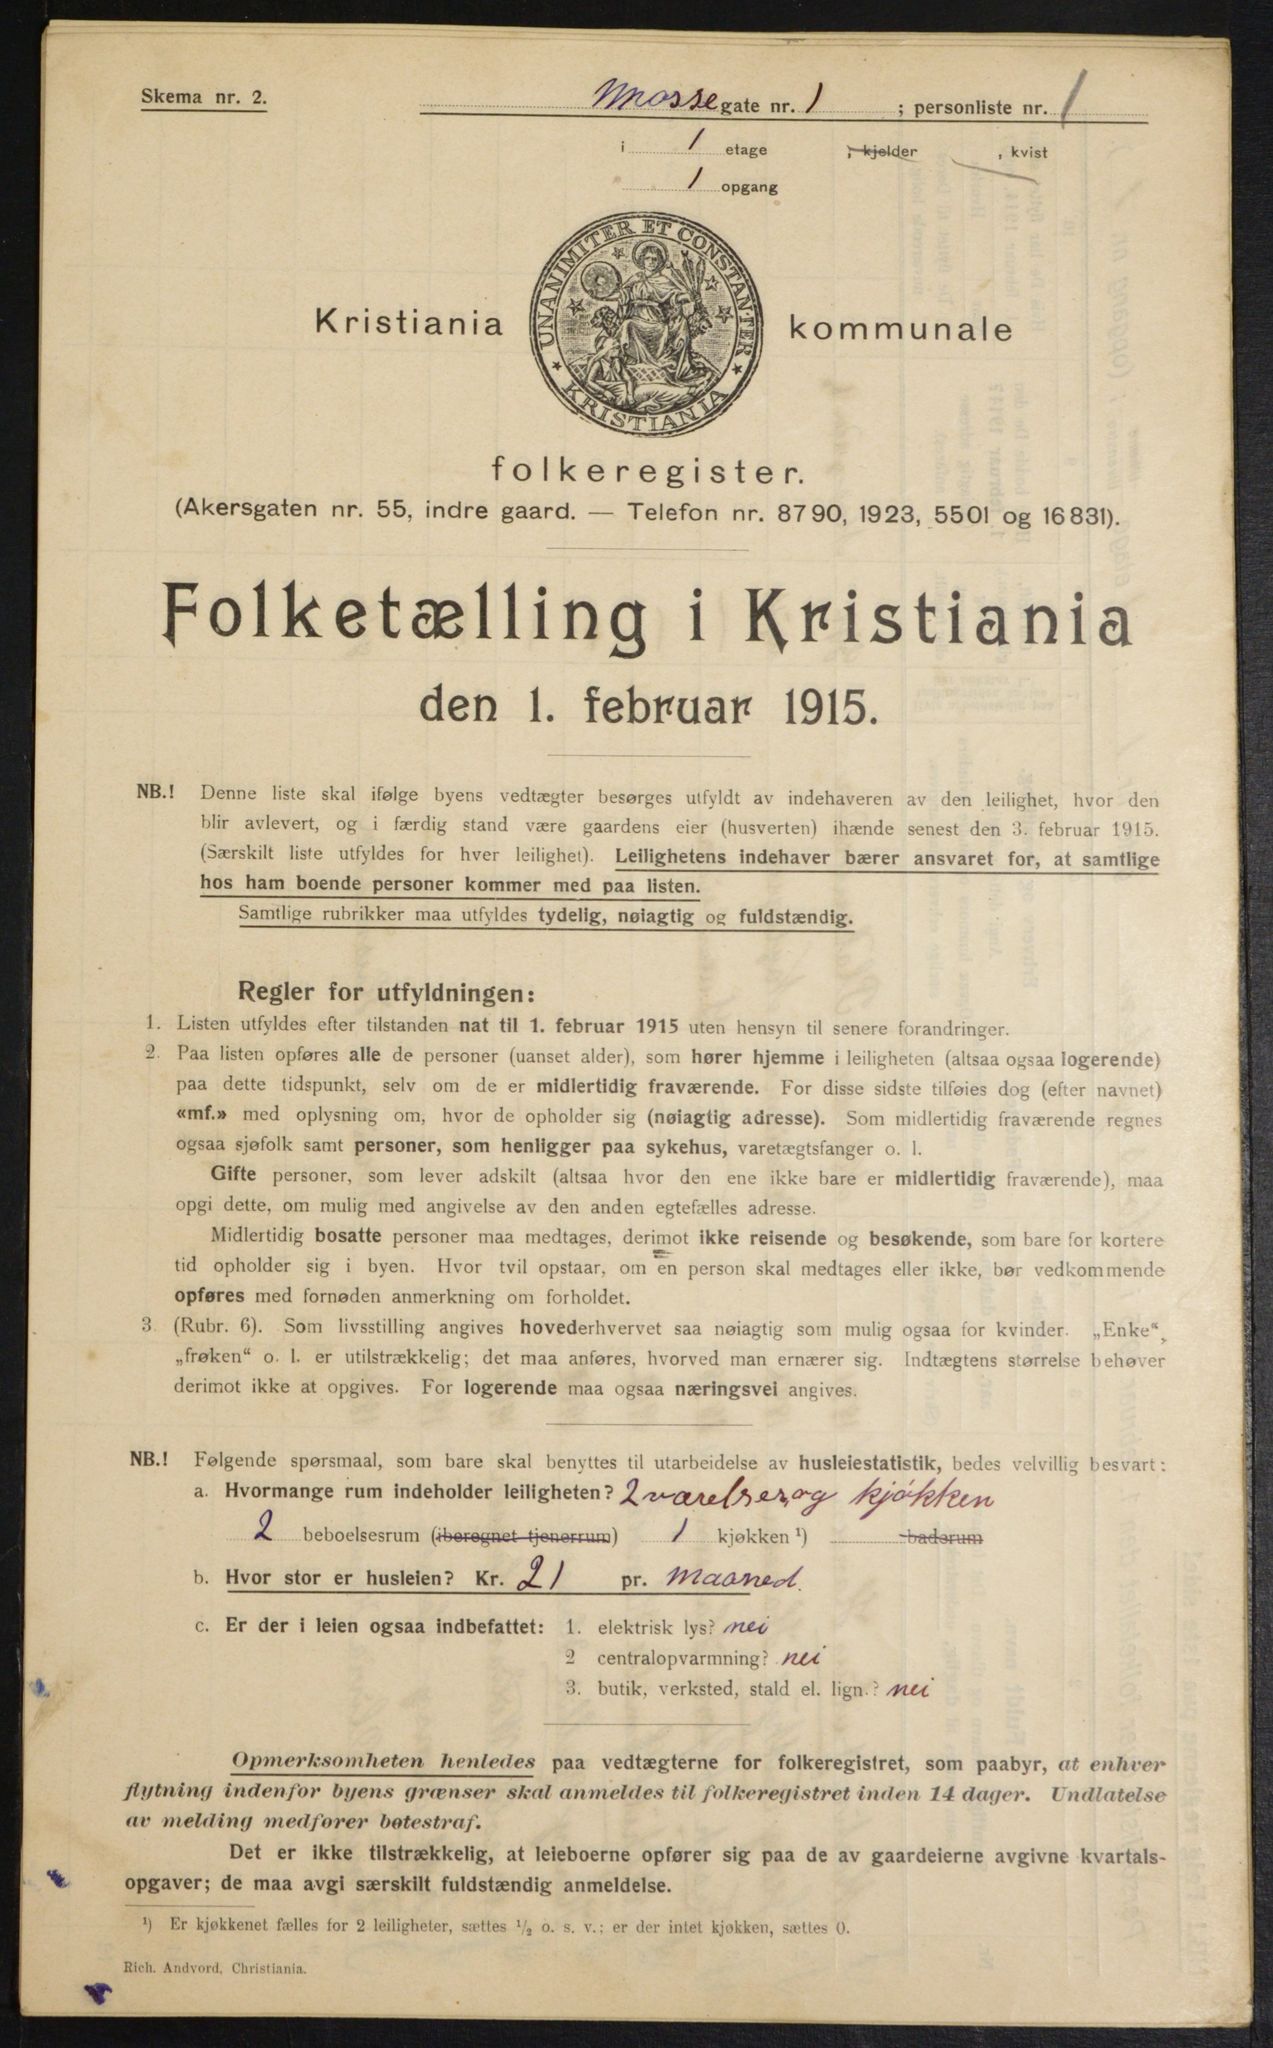 Skema nr. 2.
Mossegate nr. 1 ; personliste nr. 1
i 1 etage , kjelder , kvist
1 opgang
UNANIMITER ET CONSTANTER
KRISTIANIA
Kristiania kommunale
folkeregister.
(Akersgaten nr. 55, indre gaard. — Telefon nr. 8790, 1923, 5501 og 16831).
Folketælling i Kristiania
den 1. februar 1915.
NB.! Denne liste skal ifølge byens vedtægter besørges utfyldt av indehaveren av den leilighet, hvor den
blir avlevert, og i færdig stand være gaardens eier (husverten) ihænde senest den 3. februar 1915.
(Særskilt liste utfyldes for hver leilighet). Leilighetens indehaver bærer ansvaret for, at samtlige
hos ham boende personer kommer med paa listen.
Samtlige rubrikker maa utfyldes tydelig, nøiagtig og fuldstændig.
Regler for utfyldningen:
1. Listen utfyldes efter tilstanden nat til 1. februar 1915 uten hensyn til senere forandringer.
2. Paa listen opføres alle de personer (uanset alder), som hører hjemme i leiligheten (altsaa ogsaa logerende)
paa dette tidspunkt, selv om de er midlertidig fraværende. For disse sidste tilføies dog (efter navnet)
«mf.» med oplysning om, hvor de opholder sig (nøiagtig adresse). Som midlertidig fraværende regnes
ogsaa sjøfolk samt personer, som henligger paa sykehus, varetægtsfanger o. l.
Gifte personer, som lever adskilt (altsaa hvor den ene ikke bare er midlertidig fraværende), maa
opgi dette, om mulig med angivelse av den anden egtefælles adresse.
Midlertidig bosatte personer maa medtages, derimot ikke reisende og besøkende, som bare for kortere
tid opholder sig i byen. Hvor tvil opstaar, om en person skal medtages eller ikke, bør vedkommende
opføres med fornøden anmerkning om forholdet.
3. (Rubr. 6). Som livsstilling angives hovederhvervet saa nøiagtig som mulig ogsaa for kvinder. „Enke“,
„frøken“ o. l. er utilstrækkelig; det maa anføres, hvorved man ernærer sig. Indtægtens størrelse behøver
derimot ikke at opgives. For logerende maa ogsaa næringsvei angives.
NB.! Følgende spørsmaal, som bare skal benyttes til utarbeidelse av husleiestatistik, bedes velvillig besvart:
a. Hvormange rum indeholder leiligheten? 2 værelser og kjøkken
2 beboelsesrum (iberegnet tjenerrum) 1 kjøkken ¹) baderum
b. Hvor stor er husleien? Kr. 21 pr. Maaned.
c. Er der i leien ogsaa indbefattet: 1. elektrisk lys? nei
2 centralopvarmning? nei
3. butik, verksted, stald el. lign.? nei
Opmerksomheten henledes paa vedtægterne for folkeregistret, som paabyr, at enhver
flytning indenfor byens grænser skal anmeldes til folkeregistret inden 14 dager. Undlatelse
av melding medfører bøtestraf.
Det er ikke tilstrækkelig, at leieboerne opfører sig paa de av gaardeierne avgivne kvartals-
opgaver; de maa avgi særskilt fuldstændig anmeldelse.
¹) Er kjøkkenet fælles for 2 leiligheter, sættes ½ o. s. v.; er der intet kjøkken, sættes 0.
Rich. Andvord, Christiania.